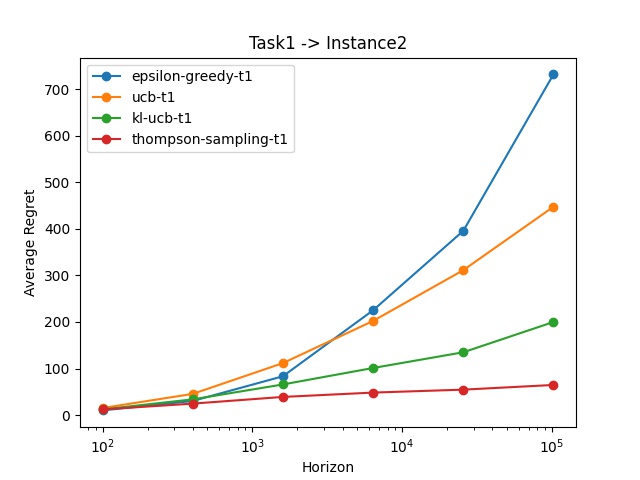 Task1 -> Instance2
epsilon-greedy-t1
ucb-t1
kl-ucb-t1
thompson-sampling-t1
Average Regret
700
600
500
400
300
200
100
0
10²
10³
10⁴
10⁵
Horizon